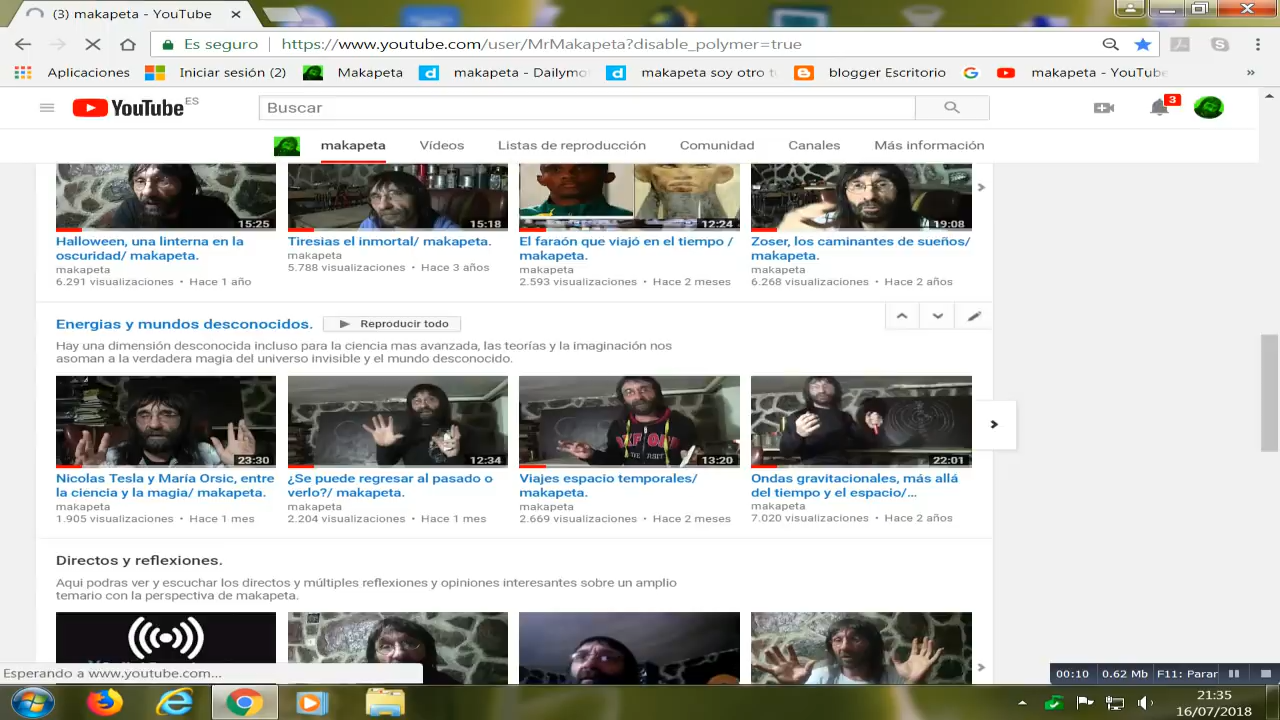 (3) makapeta - YouTube
Es seguro
https://www.youtube.com/user/MrMakapeta?disable_polymer=true
Aplicaciones
Iniciar sesión (2)
Makapeta
makapeta - Dailymo
makapeta soy otro
blogger Escritorio
makapeta - YouTube
»
YouTube ES
Buscar
3
makapeta
Vídeos
Listas de reproducción
Comunidad
Canales
Más información
15:25
15:18
12:24
19:08
Halloween, una linterna en la
oscuridad/ makapeta.
makapeta
6.291 visualizaciones • Hace 1 año
Tiresias el inmortal/ makapeta.
makapeta
5.788 visualizaciones • Hace 3 años
El faraón que viajó en el tiempo /
makapeta.
makapeta
2.593 visualizaciones • Hace 2 meses
Zoser, los caminantes de sueños/
makapeta.
makapeta
6.268 visualizaciones • Hace 2 años
Energias y mundos desconocidos.
Reproducir todo
Hay una dimensión desconocida incluso para la ciencia mas avanzada, las teorías y la imaginación nos
asoman a la verdadera magia del universo invisible y el mundo desconocido.
23:30
12:34
13:20
22:01
Nicolas Tesla y María Orsic, entre
la ciencia y la magia/ makapeta.
makapeta
1.905 visualizaciones • Hace 1 mes
¿Se puede regresar al pasado o
verlo?/ makapeta.
makapeta
2.204 visualizaciones • Hace 1 mes
Viajes espacio temporales/
makapeta.
makapeta
2.669 visualizaciones • Hace 2 meses
Ondas gravitacionales, más allá
del tiempo y el espacio/...
makapeta
7.020 visualizaciones • Hace 2 años
Directos y reflexiones.
Aqui podras ver y escuchar los directos y múltiples reflexiones y opiniones interesantes sobre un amplio
temario con la perspectiva de makapeta.
Esperando a www.youtube.com...
00:10
0.62 Mb
F11: Parar
21:35
16/07/2018